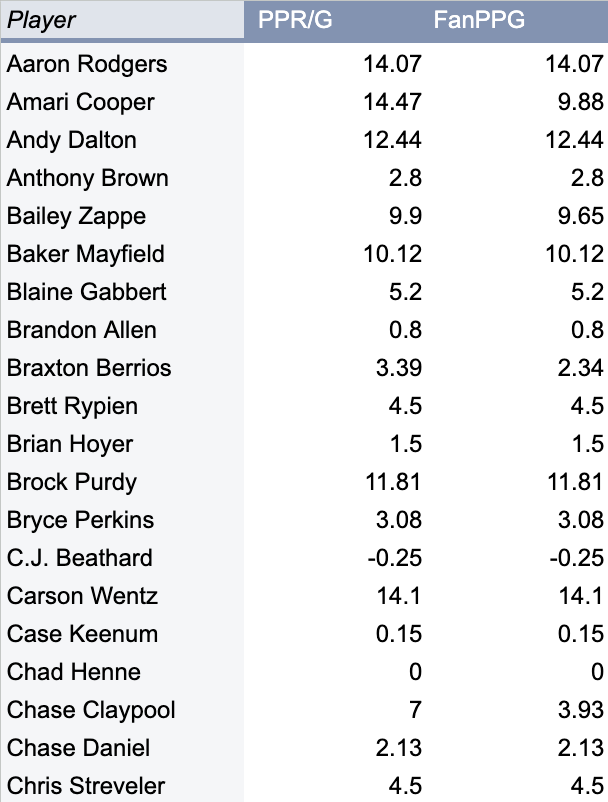 Player PPR/G FanPPG
Aaron Rodgers 14.07 14.07
Amari Cooper 14.47 9.88
Andy Dalton 12.44 12.44
Anthony Brown 2.8 2.8
Bailey Zappe 9.9 9.65
Baker Mayfield 10.12 10.12
Blaine Gabbert 5.2 5.2
Brandon Allen 0.8 0.8
Braxton Berrios 3.39 2.34
Brett Rypien 4.5 4.5
Brian Hoyer 1.5 1.5
Brock Purdy 11.81 11.81
Bryce Perkins 3.08 3.08
C.J. Beathard -0.25 -0.25
Carson Wentz 14.1 14.1
Case Keenum 0.15 0.15
Chad Henne 0 0
Chase Claypool 7 3.93
Chase Daniel 2.13 2.13
Chris Streveler 4.5 4.5